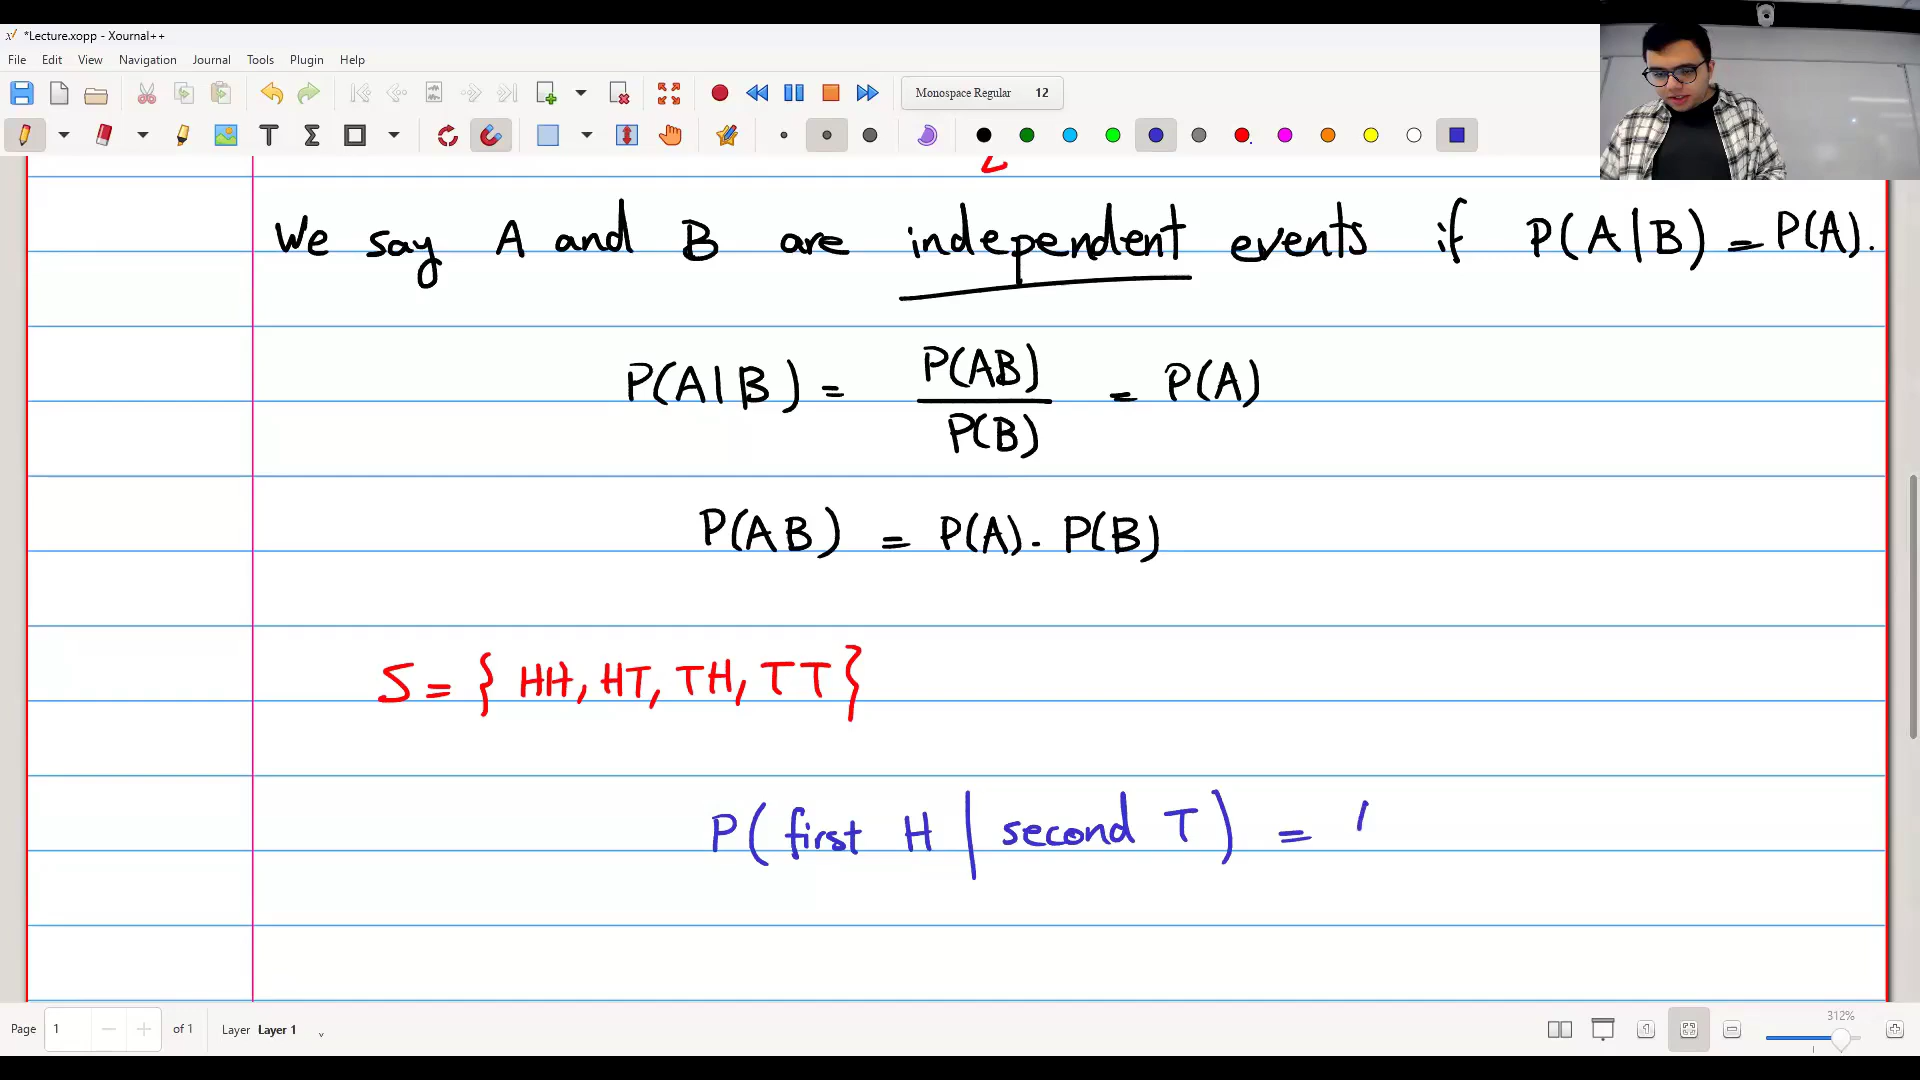 *Lecture.xopp - Xournal++
File Edit View Navigation Journal Tools Plugin Help
Monospace Regular 12
We say A and B are independent events if P(A|B) = P(A).
P(A|B) = P(AB)/P(B) = P(A)
P(AB) = P(A) . P(B)
S = { HH, HT, TH, TT }
P( first H | second T ) =
Page 1 of 1 Layer Layer 1 312%